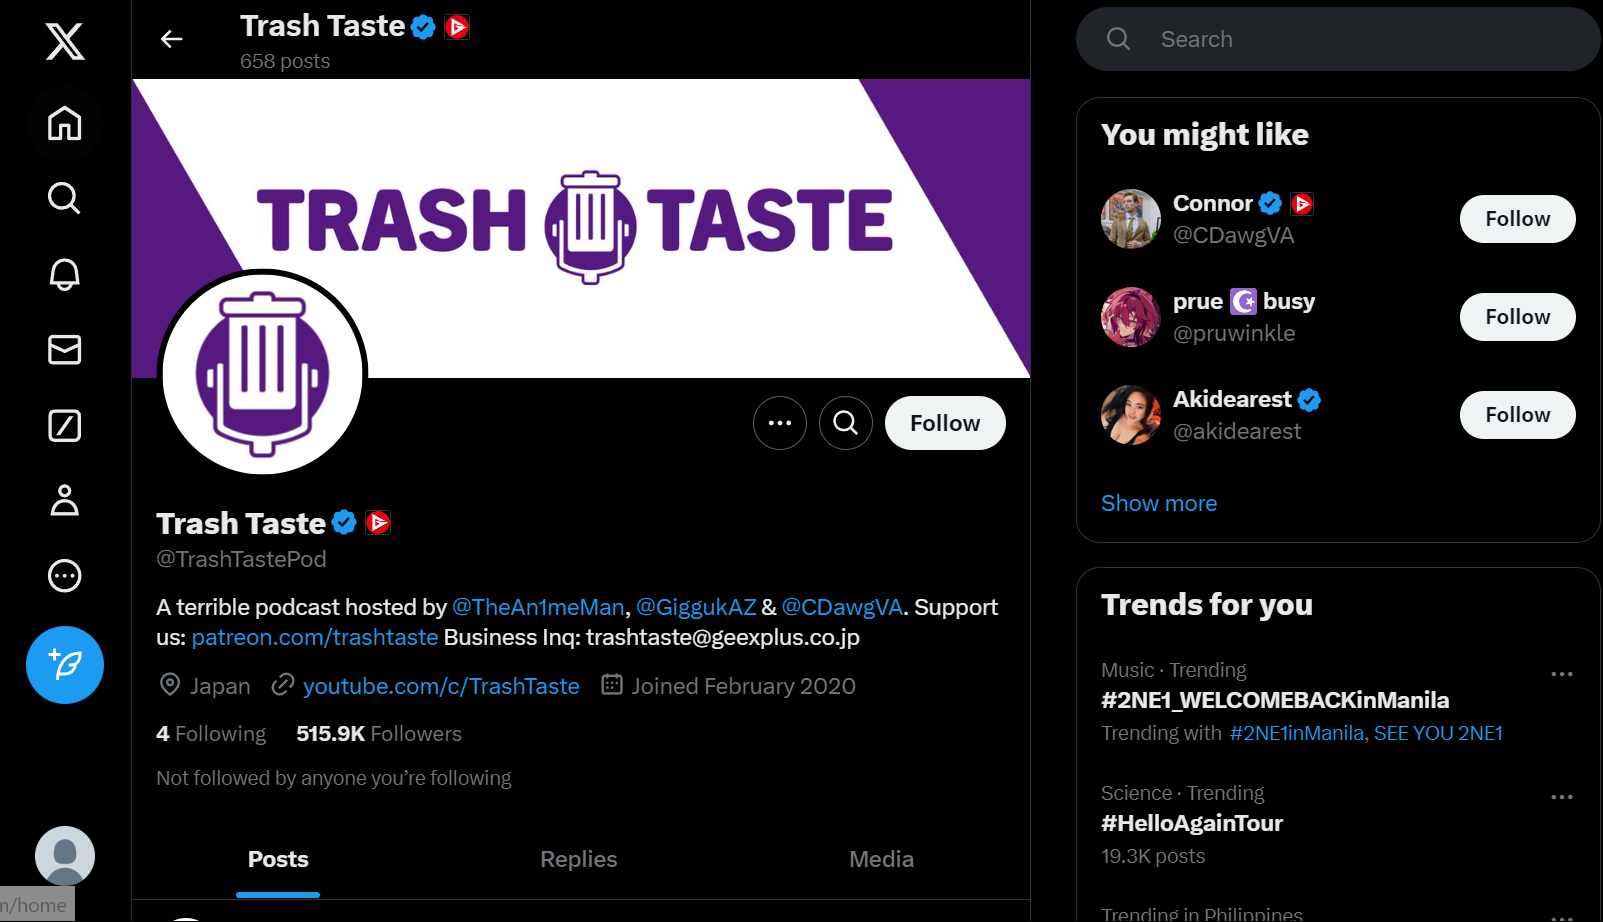 Trash Taste
658 posts
TRASH TASTE
Follow
Trash Taste
@TrashTastePod
A terrible podcast hosted by @TheAn1meMan, @GiggukAZ & @CDawgVA. Support
us: patreon.com/trashtaste Business Inq: trashtaste@geexplus.co.jp
Japan youtube.com/c/TrashTaste Joined February 2020
4 Following 515.9K Followers
Not followed by anyone you’re following
Posts Replies Media
m/home
Search
You might like
Connor
@CDawgVA
Follow
prue busy
@pruwinkle
Follow
Akidearest
@akidearest
Follow
Show more
Trends for you
Music · Trending
#2NE1_WELCOMEBACKinManila
Trending with #2NE1inManila, SEE YOU 2NE1
Science · Trending
#HelloAgainTour
19.3K posts
Trending in Philippines